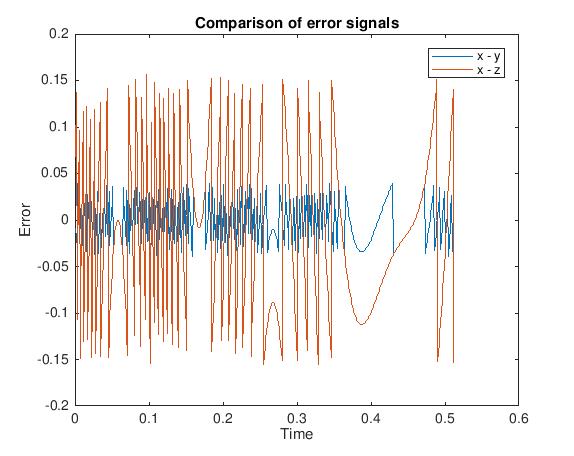 Comparison of error signals
0.2
x - y
x - z
0.15
0.1
0.05
0
-0.05
-0.1
-0.15
-0.2
Error
0 0.1 0.2 0.3 0.4 0.5 0.6
Time